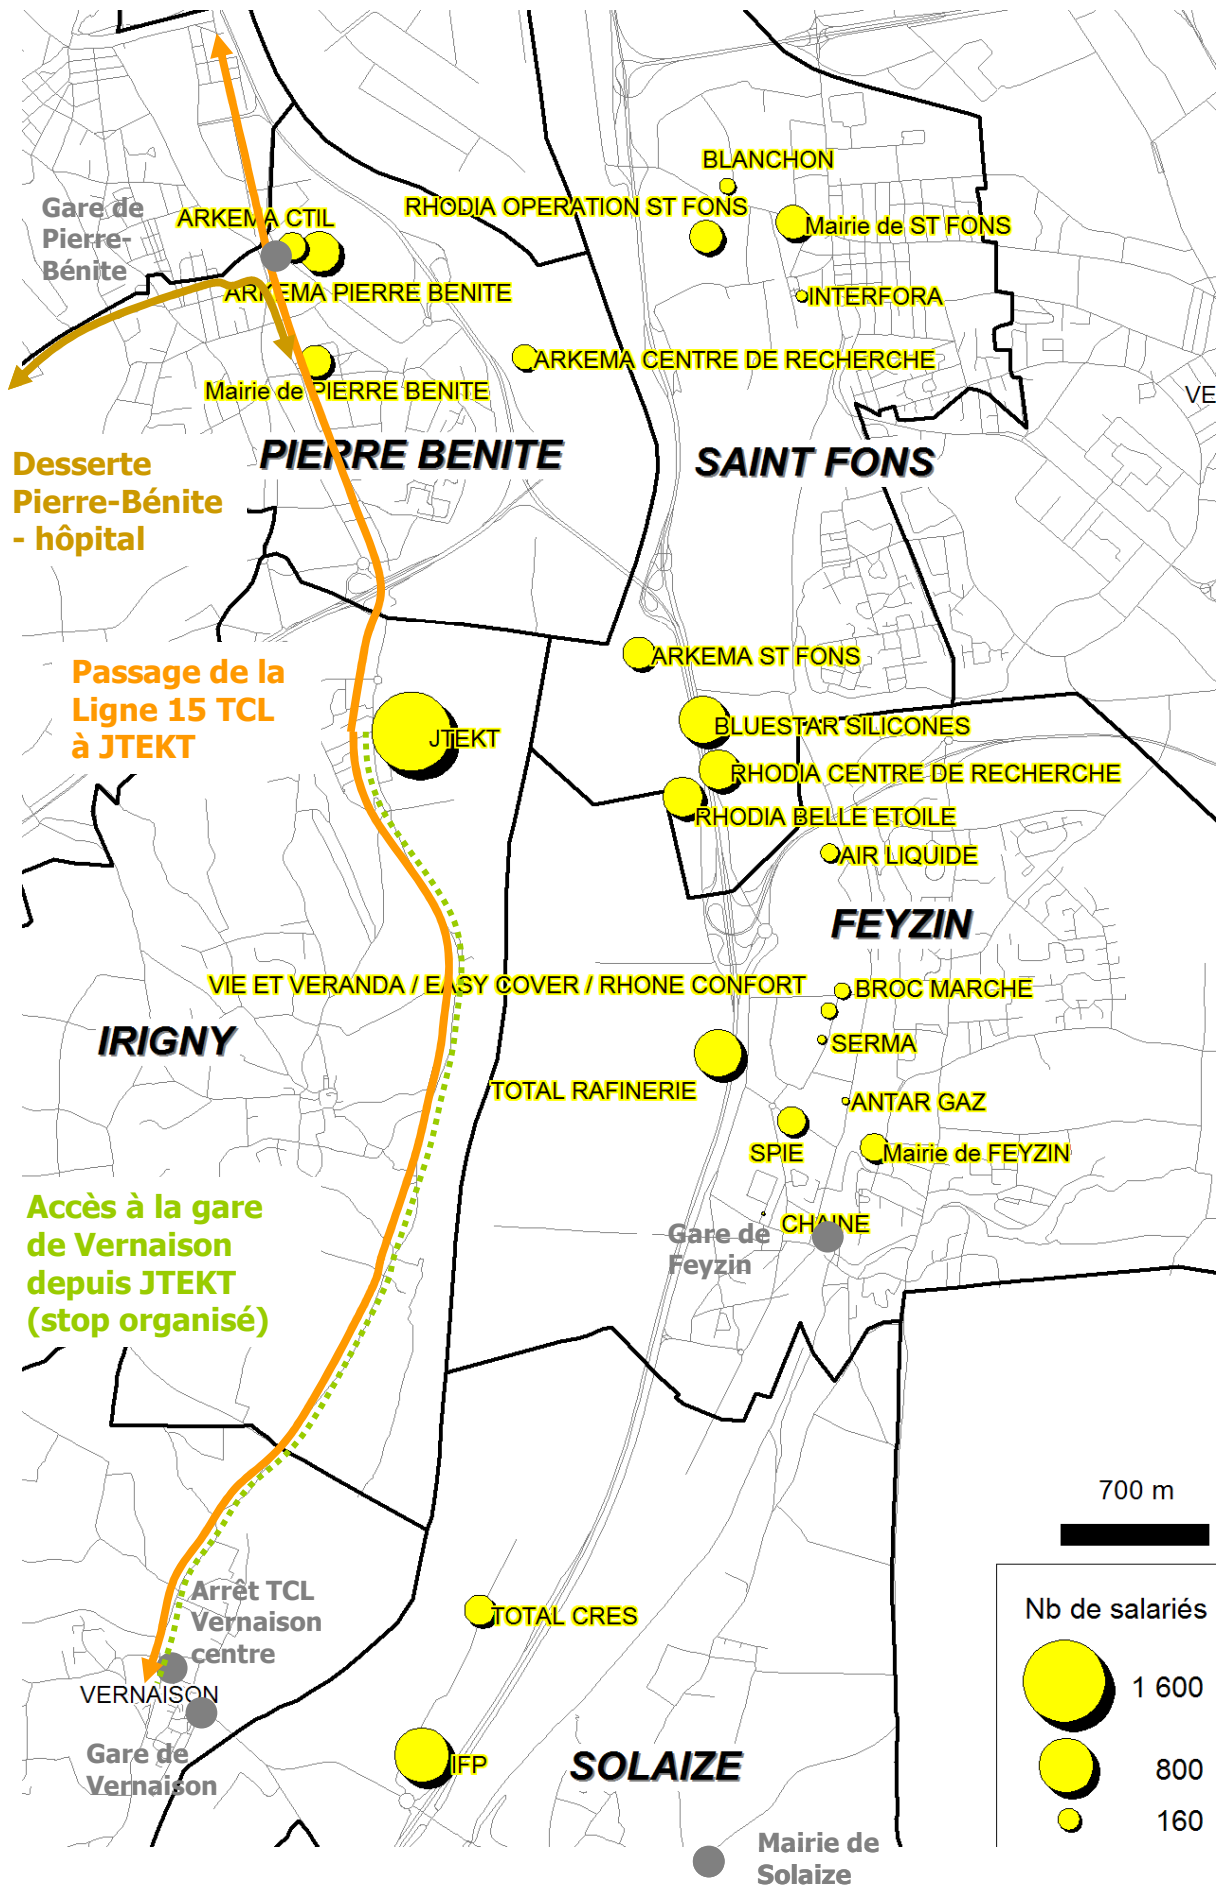 BLANCHON
Gare de
Pierre-
Bénite
ARKEMA CTIL
RHODIA OPERATION ST FONS
Mairie de ST FONS
ARKEMA PIERRE BENITE
INTERFORA
ARKEMA CENTRE DE RECHERCHE
Mairie de PIERRE BENITE
VE
PIERRE BENITE
SAINT FONS
Desserte
Pierre-Bénite
- hôpital
ARKEMA ST FONS
Passage de la
Ligne 15 TCL
à JTEKT
JTEKT
BLUESTAR SILICONES
RHODIA CENTRE DE RECHERCHE
RHODIA BELLE ETOILE
AIR LIQUIDE
FEYZIN
VIE ET VERANDA / EASY COVER / RHONE CONFORT
BROC MARCHE
IRIGNY
SERMA
TOTAL RAFINERIE
ANTAR GAZ
SPIE
Mairie de FEYZIN
Accès à la gare
de Vernaison
depuis JTEKT
(stop organisé)
CHAINE
Gare de
Feyzin
700 m
Arrêt TCL
Vernaison
centre
TOTAL CRES
Nb de salariés
1 600
800
160
VERNAISON
Gare de
Vernaison
IFP
SOLAIZE
Mairie de
Solaize